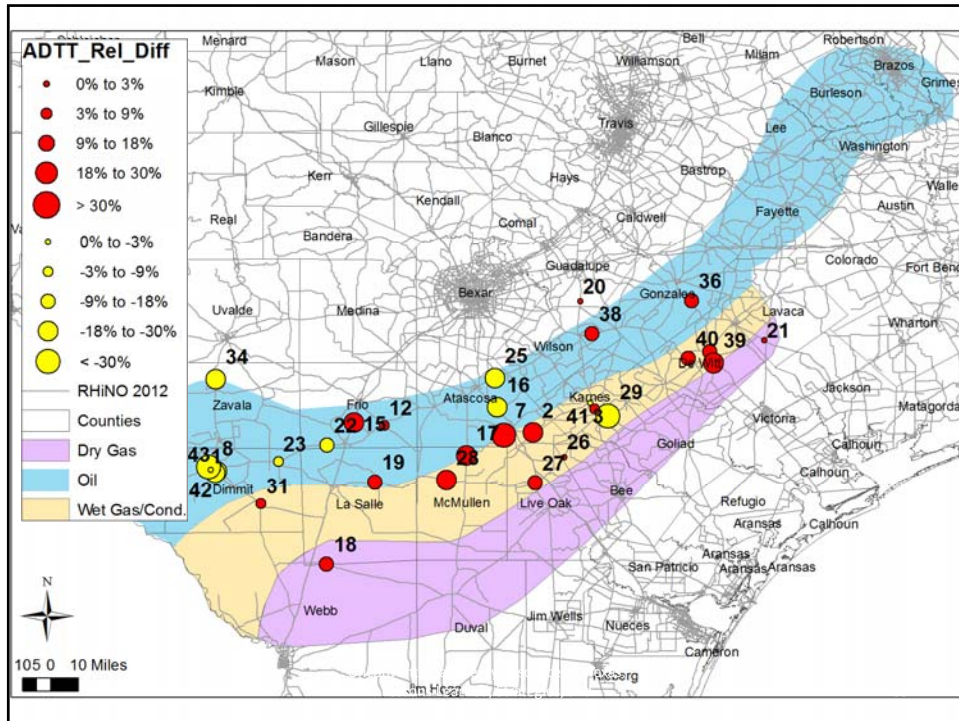 ADTT_Rel_Diff
0% to 3%
3% to 9%
9% to 18%
18% to 30%
> 30%
0% to -3%
-3% to -9%
-9% to -18%
-18% to -30%
< -30%
RHiNO 2012
Counties
Dry Gas
Oil
Wet Gas/Cond.
N
105 0 10 Miles
Menard
Mason
Llano
Burnet
Williamson
Bell
Milam
Robertson
Brazos
Grimes
Kimble
Burleson
Gillespie
Blanco
Travis
Lee
Washington
Kerr
Hays
Bastrop
Real
Kendall
Comal
Caldwell
Fayette
Austin
Bandera
Guadalupe
Colorado
Fort Bend
Uvalde
Medina
Bexar
20
Gonzales
36
Lavaca
Wharton
38
Wilson
21
34
25
40
39
De Witt
Zavala
Frio
12
Atascosa
16
Karnes
29
Jackson
22
15
7
2
41
3
Victoria
Matagorda
23
17
26
Goliad
Calhoun
43
1
8
28
27
42
Dimmit
31
19
La Salle
McMullen
Live Oak
Bee
Calhoun
Refugio
Aransas
Calhoun
18
Aransas
San Patricio
Aransas
Aransas
Webb
Duval
Jim Wells
Nueces
Cameron
Jim Hogg